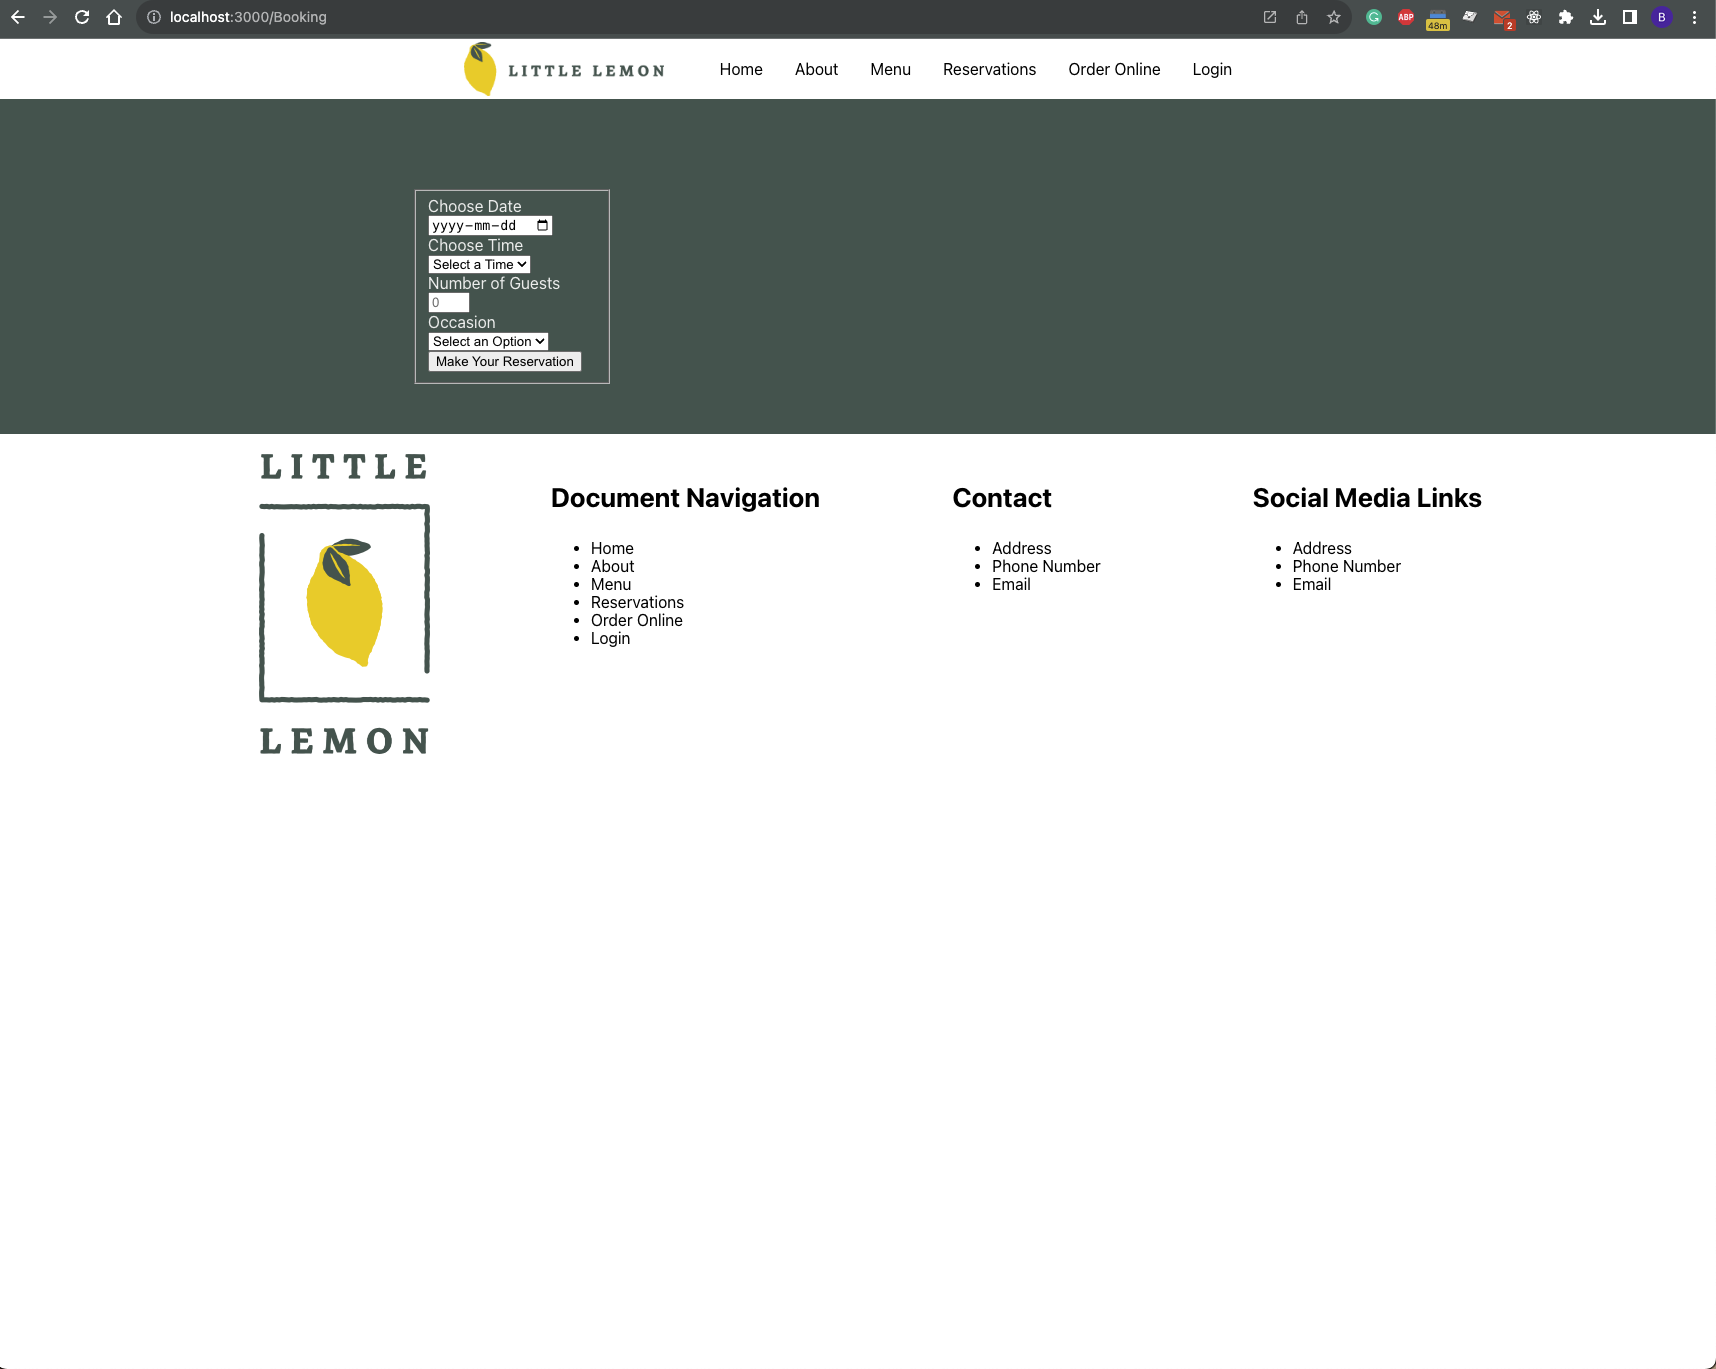 localhost:3000/Booking
ABP
48m
2
B
LITTLE LEMON
Home About Menu Reservations Order Online Login
Choose Date
yyyy-mm-dd
Choose Time
Select a Time
Number of Guests
0
Occasion
Select an Option
Make Your Reservation
LITTLE
LEMON
Document Navigation
Home
About
Menu
Reservations
Order Online
Login
Contact
Address
Phone Number
Email
Social Media Links
Address
Phone Number
Email